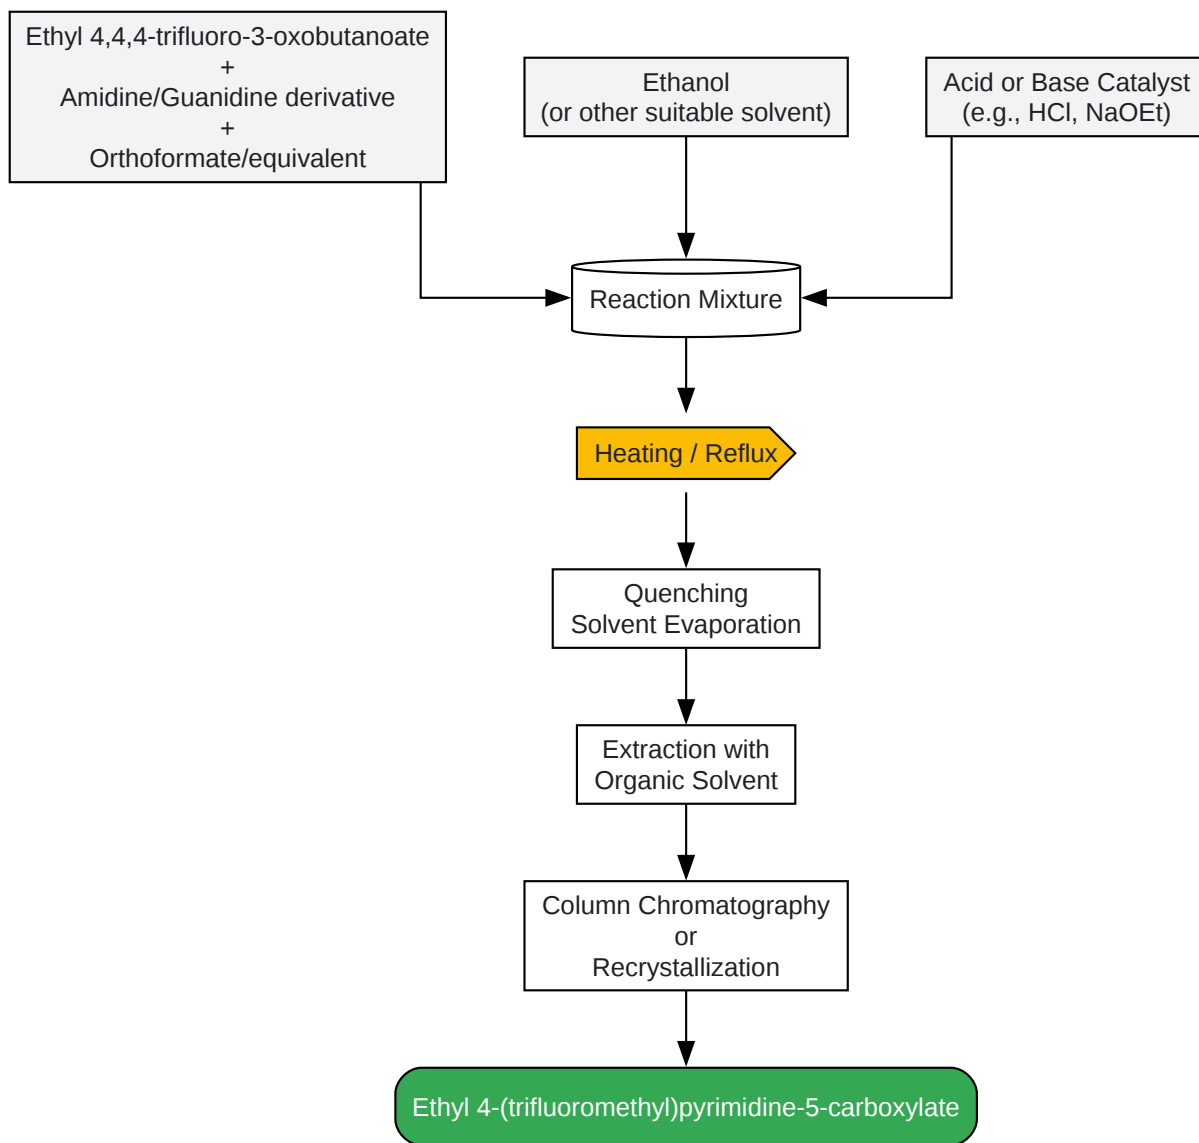 Ethyl 4,4,4-trifluoro-3-oxobutanoate
+
Amidine/Guanidine derivative
+
Orthoformate/equivalent
Ethanol
(or other suitable solvent)
Acid or Base Catalyst
(e.g., HCl, NaOEt)
Reaction Mixture
Heating / Reflux
Quenching
Solvent Evaporation
Extraction with
Organic Solvent
Column Chromatography
or
Recrystallization
Ethyl 4-(trifluoromethyl)pyrimidine-5-carboxylate